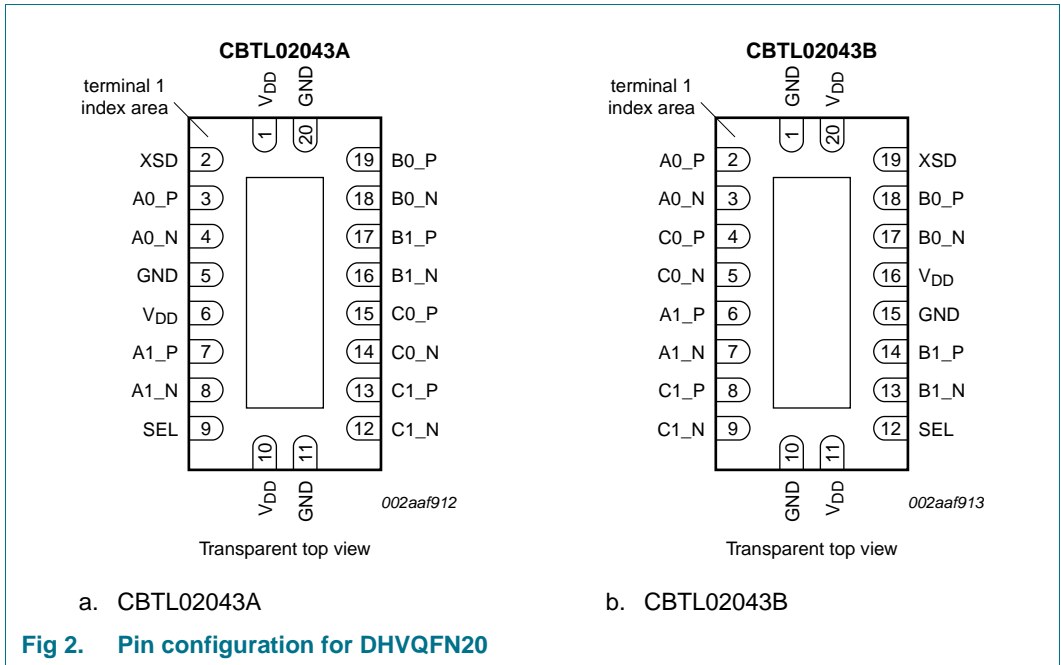 CBTL02043A
terminal 1
index area
VDD
GND
1
20
XSD 2
19 B0_P
A0_P 3
18 B0_N
A0_N 4
17 B1_P
GND 5
16 B1_N
VDD 6
15 C0_P
A1_P 7
14 C0_N
A1_N 8
13 C1_P
SEL 9
12 C1_N
10
11
VDD
GND
002aaf912
Transparent top view
a. CBTL02043A
CBTL02043B
terminal 1
index area
GND
VDD
1
20
A0_P 2
19 XSD
A0_N 3
18 B0_P
C0_P 4
17 B0_N
C0_N 5
16 VDD
A1_P 6
15 GND
A1_N 7
14 B1_P
C1_P 8
13 B1_N
C1_N 9
12 SEL
10
11
GND
VDD
002aaf913
Transparent top view
b. CBTL02043B
Fig 2. Pin configuration for DHVQFN20